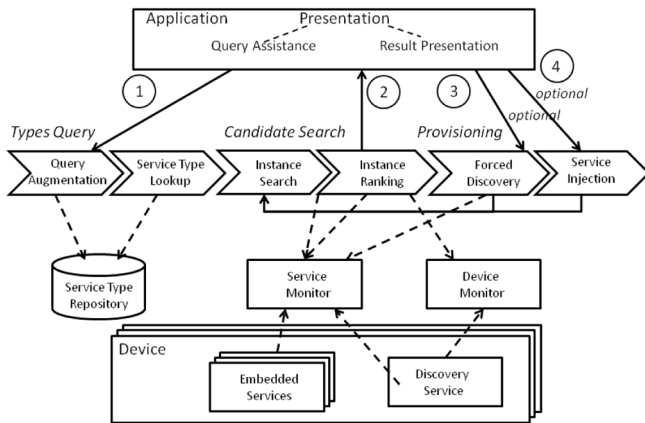 Application
Presentation
Query Assistance
Result Presentation
1
2
3
4
optional
optional
Types Query
Candidate Search
Provisioning
Query
Augmentation
Service Type
Lookup
Instance
Search
Instance
Ranking
Forced
Discovery
Service
Injection
Service Type
Repository
Service
Monitor
Device
Monitor
Device
Embedded
Services
Discovery
Service